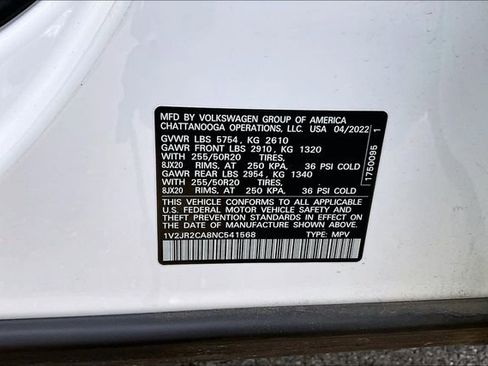 MFD BY VOLKSWAGEN GROUP OF AMERICA
CHATTANOOGA OPERATIONS, LLC. USA 04/2022
GVWR LBS 5754 , KG 2610
GAWR FRONT LBS 2910 , KG 1320
WITH 255/50R20 TIRES,
8JX20 RIMS, AT 250 KPA, 36 PSI COLD
GAWR REAR LBS 2954 , KG 1340
WITH 255/50R20 TIRES,
8JX20 RIMS, AT 250 KPA, 36 PSI COLD
THIS VEHICLE CONFORMS TO ALL APPLICABLE
U.S. FEDERAL MOTOR VEHICLE SAFETY AND
THEFT PREVENTION STANDARDS IN EFFECT ON
THE DATE OF MANUFACTURE SHOWN ABOVE.
1V2JR2CA8NC541568 TYPE: MPV
1750095 1